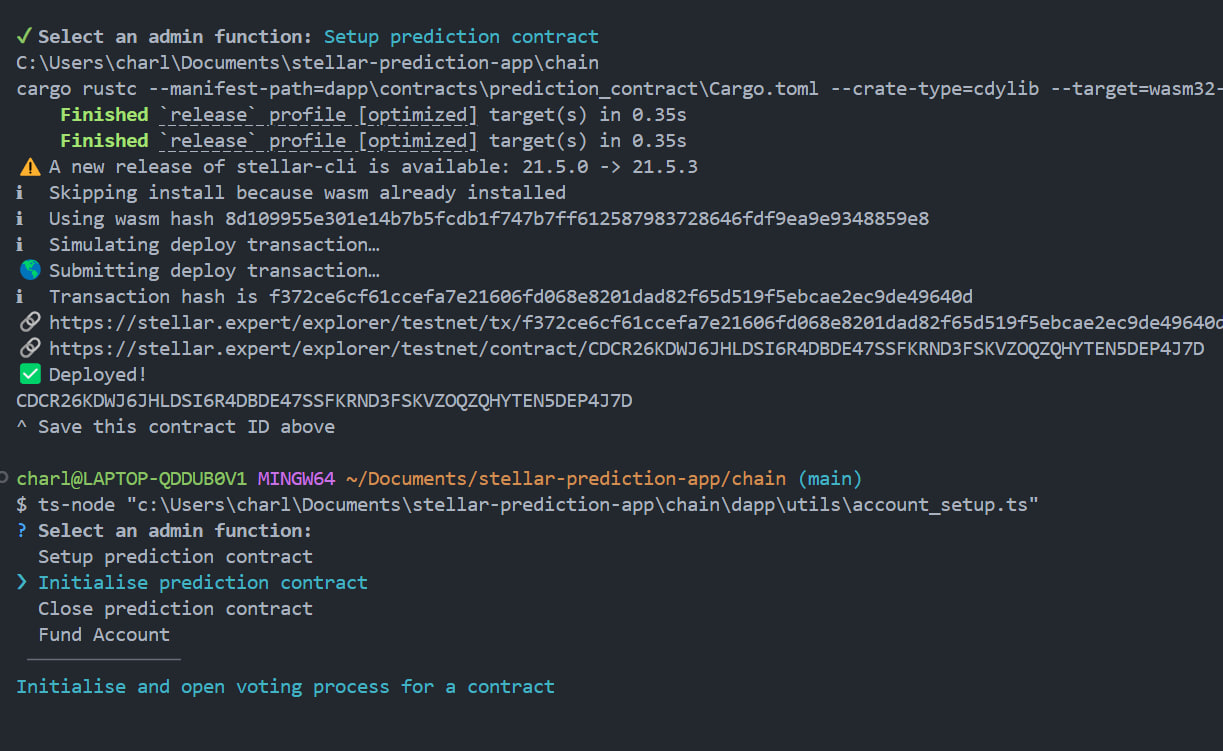 ✓ Select an admin function: Setup prediction contract
C:\Users\charl\Documents\stellar-prediction-app\chain
cargo rustc --manifest-path=dapp\contracts\prediction_contract\Cargo.toml --crate-type=cdylib --target=wasm32-
Finished `release` profile [optimized] target(s) in 0.35s
Finished `release` profile [optimized] target(s) in 0.35s
⚠️ A new release of stellar-cli is available: 21.5.0 -> 21.5.3
ℹ Skipping install because wasm already installed
ℹ Using wasm hash 8d109955e301e14b7b5fcdb1f747b7ff612587983728646fdf9ea9e9348859e8
ℹ Simulating deploy transaction…
🌎 Submitting deploy transaction…
ℹ Transaction hash is f372ce6cf61ccefa7e21606fd068e8201dad82f65d519f5ebcae2ec9de49640d
🔗 https://stellar.expert/explorer/testnet/tx/f372ce6cf61ccefa7e21606fd068e8201dad82f65d519f5ebcae2ec9de49640d
🔗 https://stellar.expert/explorer/testnet/contract/CDCR26KDWJ6JHLDSI6R4DBDE47SSFKRND3FSKVZOQZQHYTEN5DEP4J7D
✅ Deployed!
CDCR26KDWJ6JHLDSI6R4DBDE47SSFKRND3FSKVZOQZQHYTEN5DEP4J7D
^ Save this contract ID above
charl@LAPTOP-QDDUB0V1 MINGW64 ~/Documents/stellar-prediction-app/chain (main)
$ ts-node "c:\Users\charl\Documents\stellar-prediction-app\chain\dapp\utils\account_setup.ts"
? Select an admin function:
Setup prediction contract
❯ Initialise prediction contract
Close prediction contract
Fund Account
Initialise and open voting process for a contract